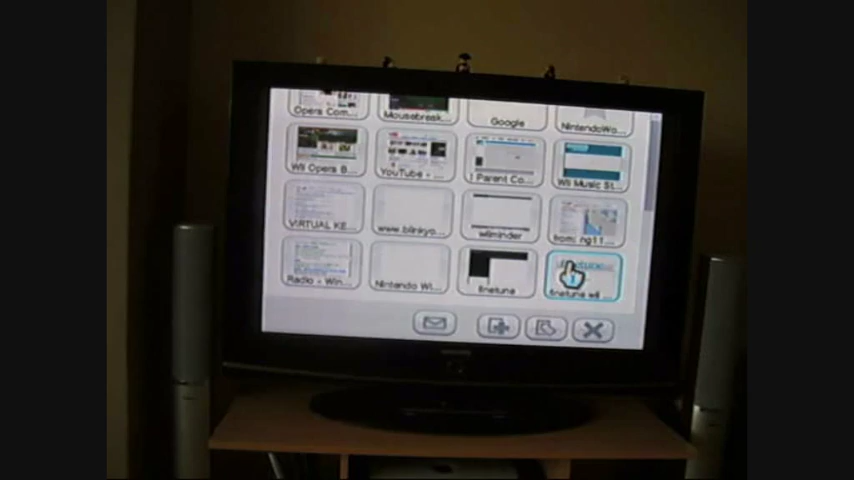 Opera Com...
Mousebreak...
Google
NintendoWo...
Wii Opera B...
YouTube - ...
I Parent Co...
Wii Music St...
VIRTUAL KE...
www.blinkyo...
wiiminder
Radio - Win...
Nintendo Wi...
finetune
finetune wii ...